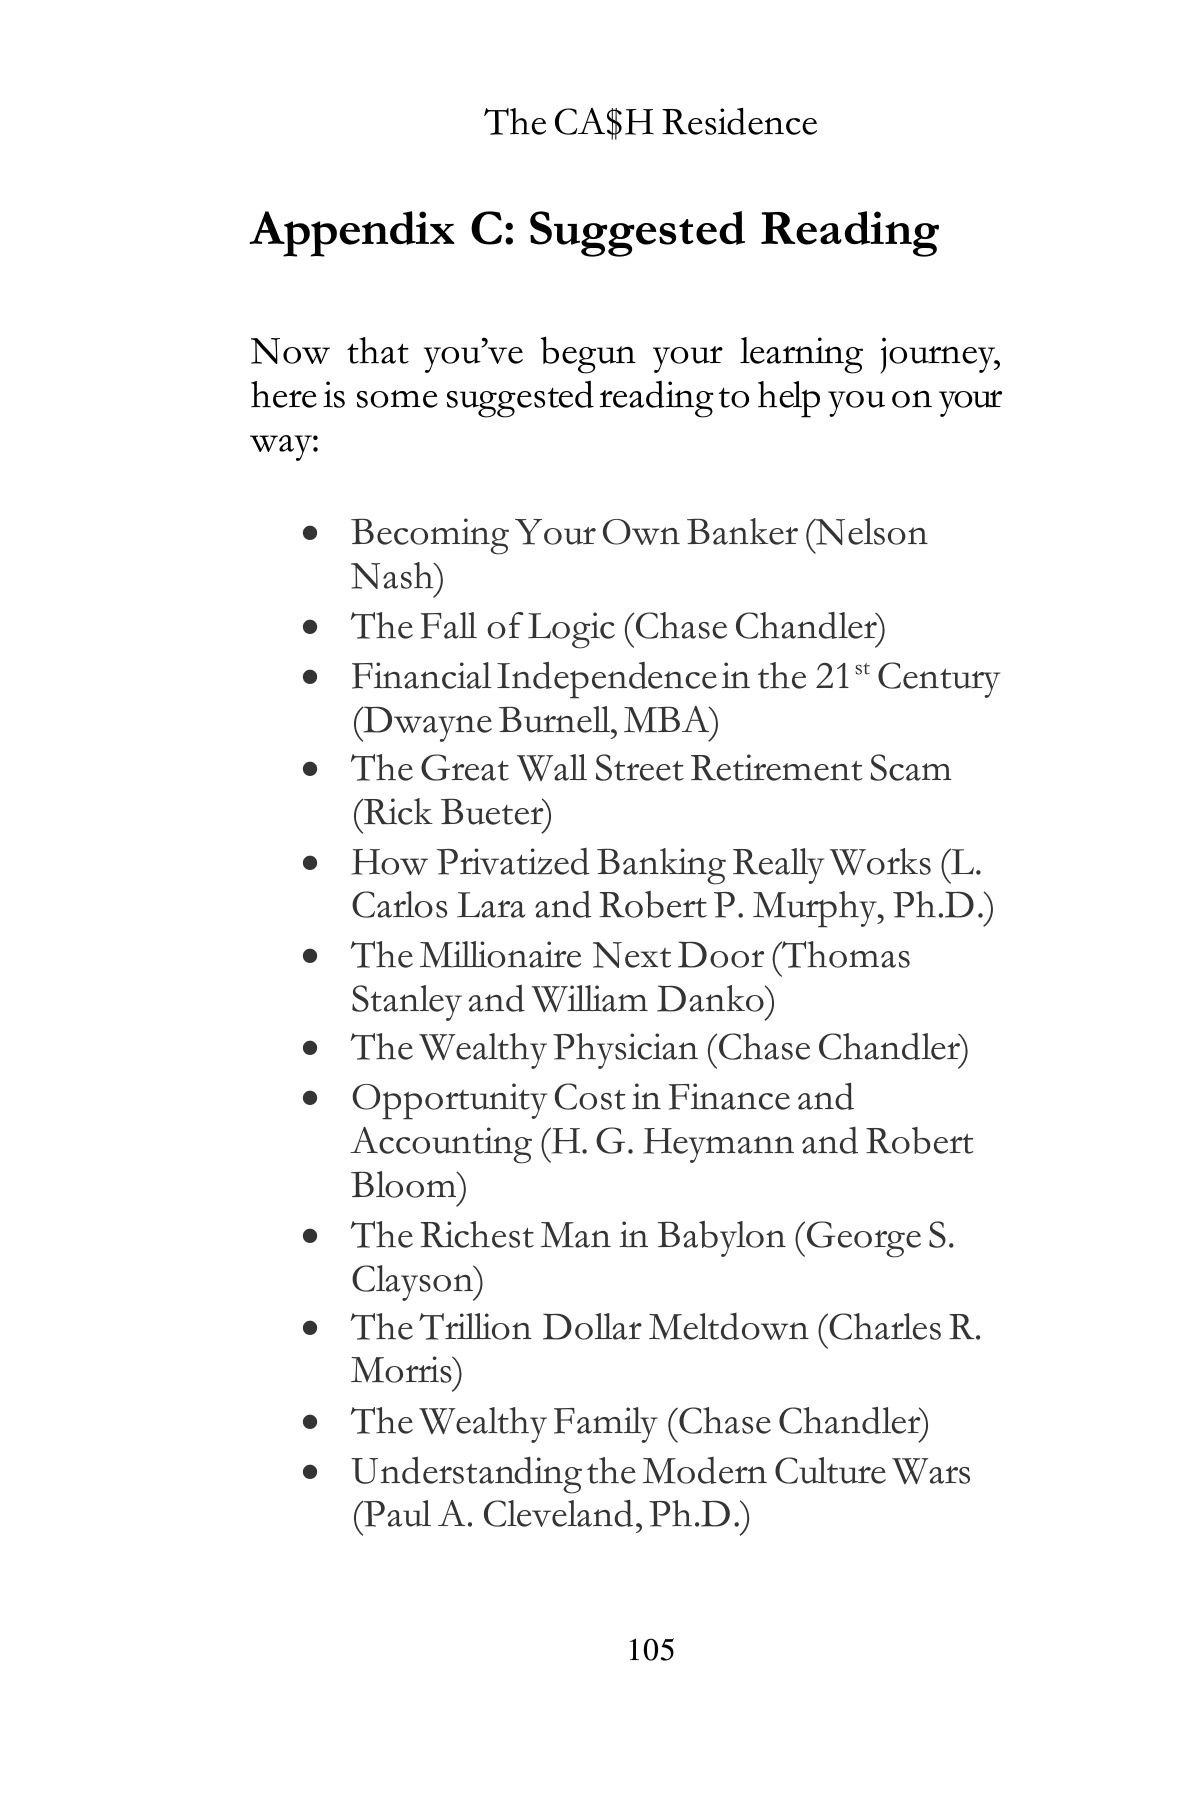 The CA$H Residence
Appendix C: Suggested Reading
Now that you’ve begun your learning journey,
here is some suggested reading to help you on your
way:
• Becoming Your Own Banker (Nelson
Nash)
• The Fall of Logic (Chase Chandler)
• Financial Independence in the 21st Century
(Dwayne Burnell, MBA)
• The Great Wall Street Retirement Scam
(Rick Bueter)
• How Privatized Banking Really Works (L.
Carlos Lara and Robert P. Murphy, Ph.D.)
• The Millionaire Next Door (Thomas
Stanley and William Danko)
• The Wealthy Physician (Chase Chandler)
• Opportunity Cost in Finance and
Accounting (H. G. Heymann and Robert
Bloom)
• The Richest Man in Babylon (George S.
Clayson)
• The Trillion Dollar Meltdown (Charles R.
Morris)
• The Wealthy Family (Chase Chandler)
• Understanding the Modern Culture Wars
(Paul A. Cleveland, Ph.D.)
105